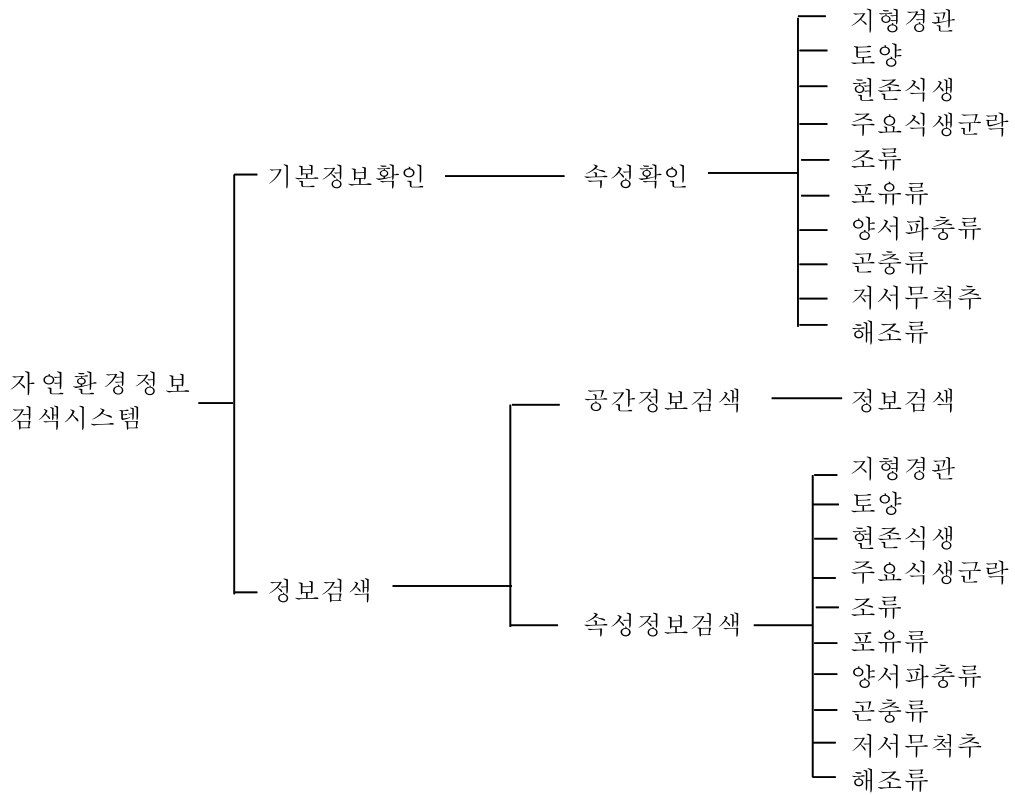 자연환경정보
검색시스템
기본정보확인
속성확인
지형경관
토양
현존식생
주요식생군락
조류
포유류
양서파충류
곤충류
저서무척추
해조류
정보검색
공간정보검색
정보검색
속성정보검색
지형경관
토양
현존식생
주요식생군락
조류
포유류
양서파충류
곤충류
저서무척추
해조류